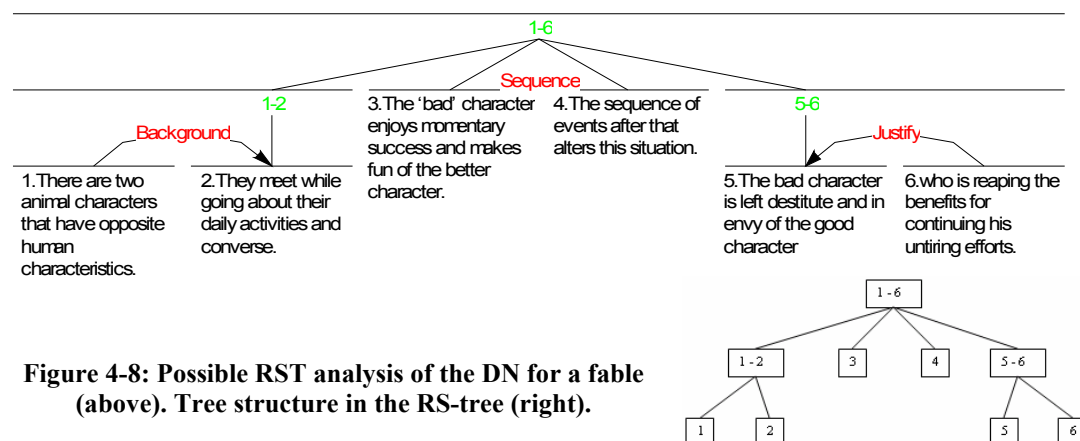 1-6
Sequence
1-2
Background
1.There are two
animal characters
that have opposite
human
characteristics.
2.They meet while
going about their
daily activities and
converse.
3.The ‘bad’ character
enjoys momentary
success and makes
fun of the better
character.
4.The sequence of
events after that
alters this situation.
5-6
Justify
5.The bad character
is left destitute and in
envy of the good
character
6.who is reaping the
benefits for
continuing his
untiring efforts.
Figure 4-8: Possible RST analysis of the DN for a fable
(above). Tree structure in the RS-tree (right).
1 - 6
1 - 2
3
4
5 - 6
1
2
5
6